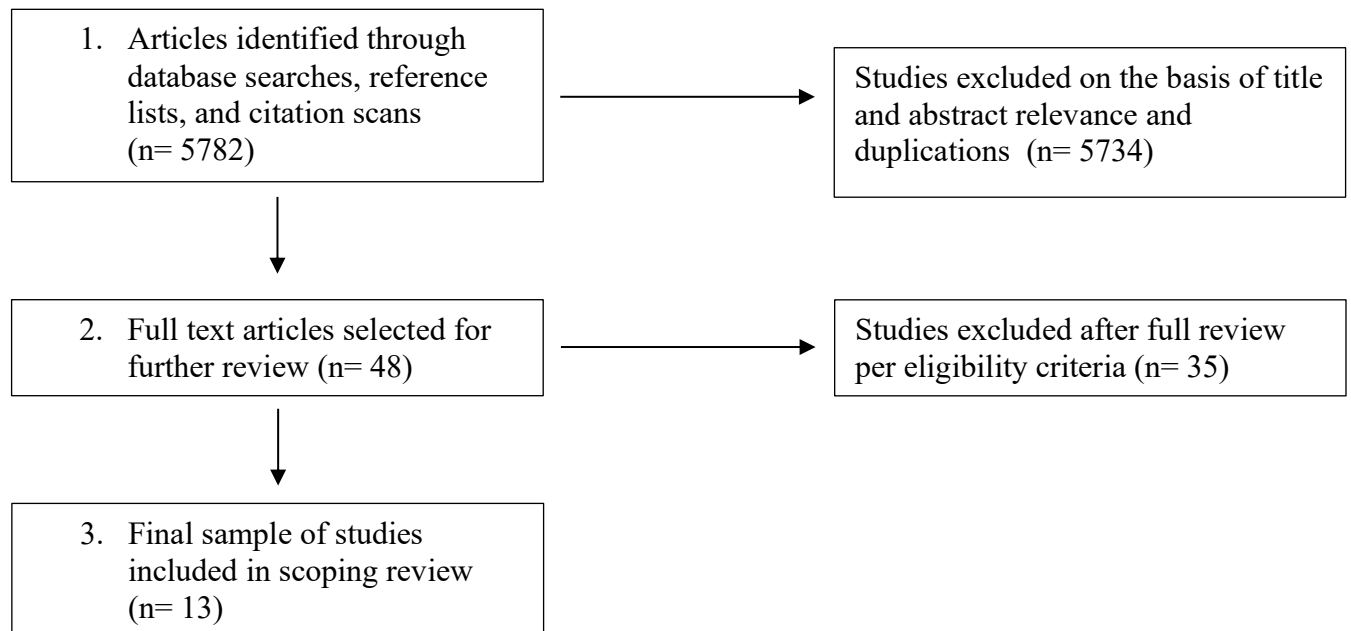 1. Articles identified through
database searches, reference
lists, and citation scans
(n= 5782)
Studies excluded on the basis of title
and abstract relevance and
duplications (n= 5734)
2. Full text articles selected for
further review (n= 48)
Studies excluded after full review
per eligibility criteria (n= 35)
3. Final sample of studies
included in scoping review
(n= 13)